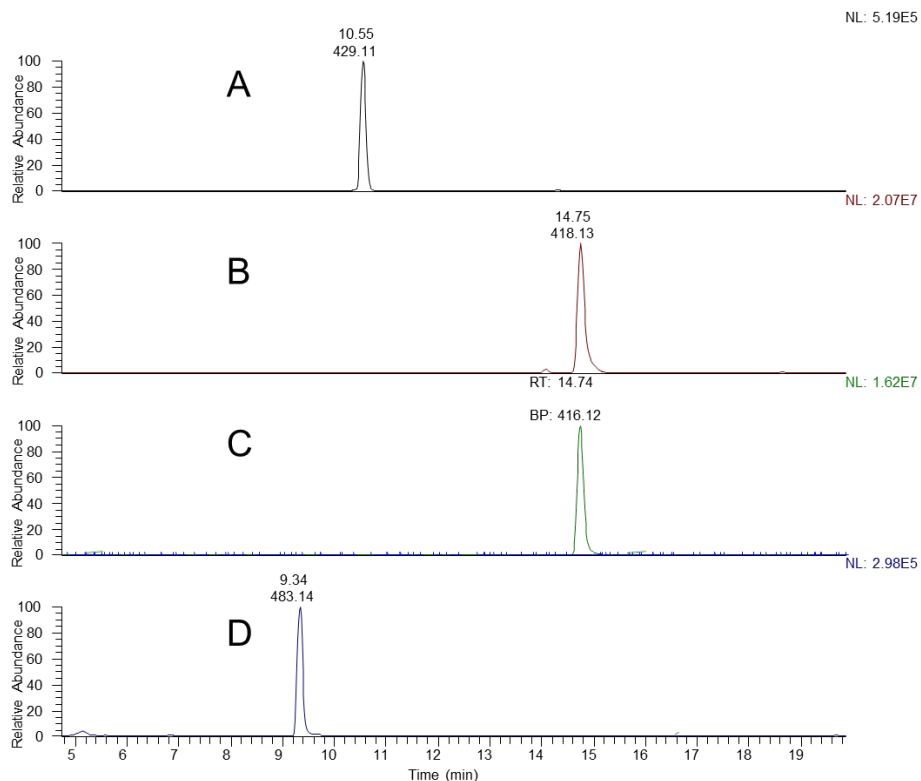 NL: 5.19E5
10.55
429.11
A
Relative Abundance
100
80
60
40
20
0
NL: 2.07E7
14.75
418.13
B
Relative Abundance
100
80
60
40
20
0
RT: 14.74
NL: 1.62E7
BP: 416.12
C
Relative Abundance
100
80
60
40
20
0
NL: 2.98E5
9.34
483.14
D
Relative Abundance
100
80
60
40
20
0
5 6 7 8 9 10 11 12 13 14 15 16 17 18 19
Time (min)